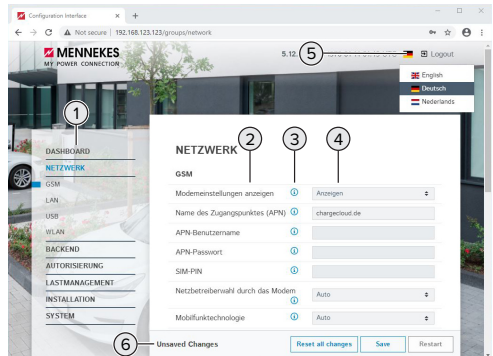 Configuration Interface
Not secure | 192.168.123.123/groups/network
MENNEKES
MY POWER CONNECTION
5.12.
5
Logout
English
Deutsch
Nederlands
1
2
3
4
DASHBOARD
NETZWERK
GSM
LAN
USB
WLAN
BACKEND
AUTORISIERUNG
LASTMANAGEMENT
INSTALLATION
SYSTEM
NETZWERK
GSM
Modemeinstellungen anzeigen
Anzeigen
Name des Zugangspunktes (APN)
chargecloud.de
APN-Benutzername
APN-Passwort
SIM-PIN
Netzbetreiberwahl durch das Modem
Auto
Mobilfunktechnologie
Auto
6
Unsaved Changes
Reset all changes
Save
Restart